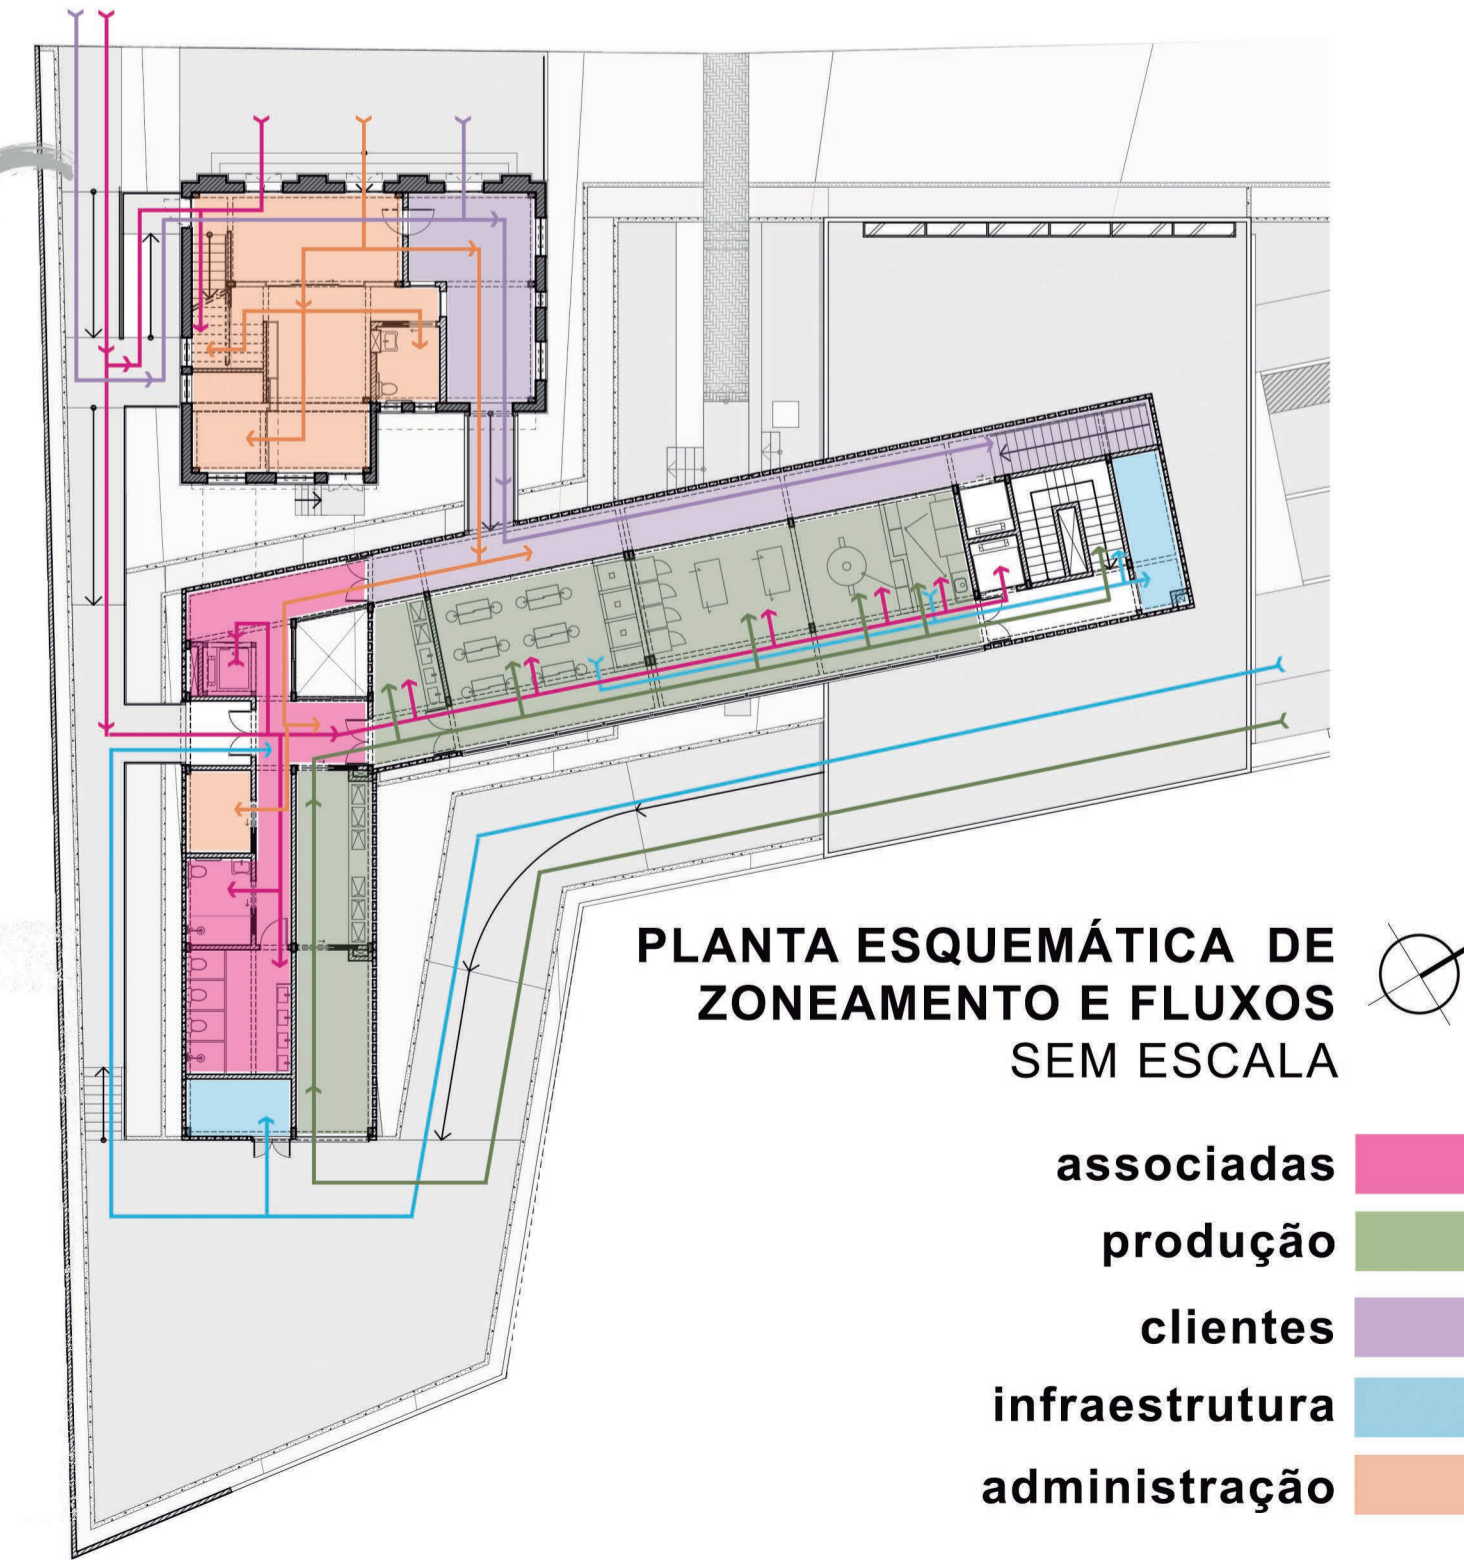 PLANTA ESQUEMÁTICA DE
ZONEAMENTO E FLUXOS
SEM ESCALA
associadas
produção
clientes
infraestrutura
administração